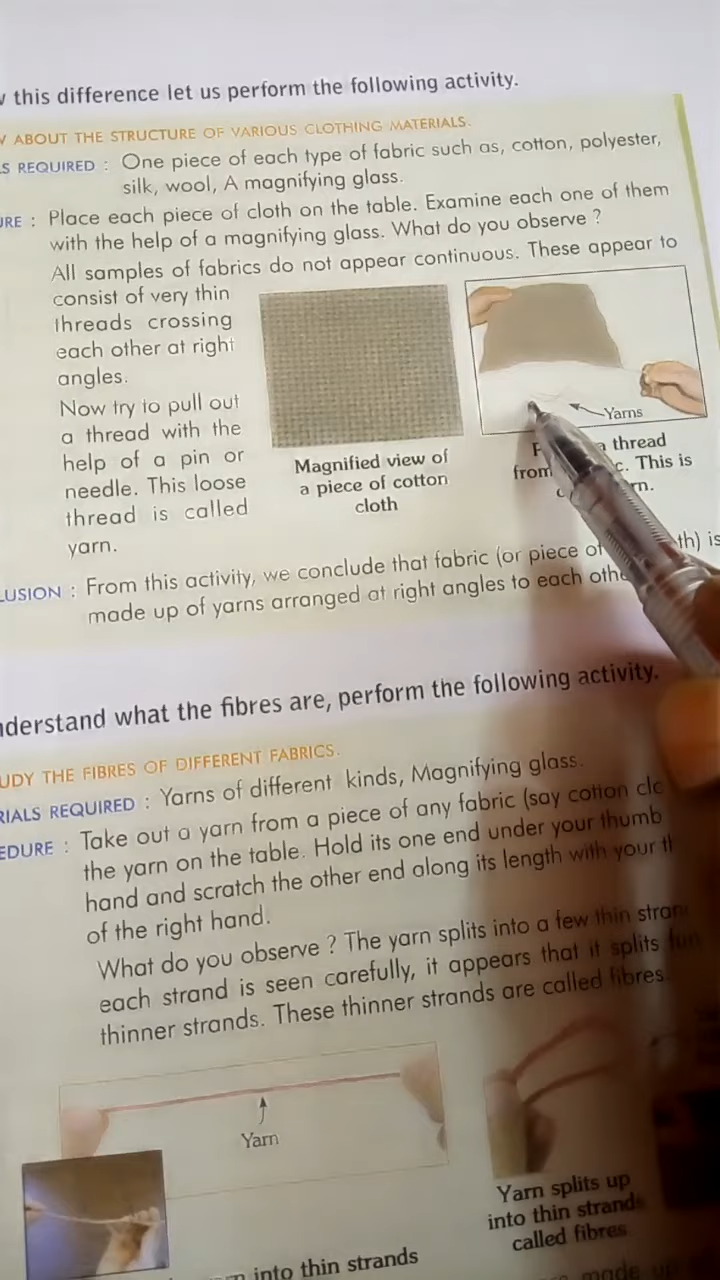 this difference let us perform the following activity.
ABOUT THE STRUCTURE OF VARIOUS CLOTHING MATERIALS.
REQUIRED : One piece of each type of fabric such as, cotton, polyester,
silk, wool, A magnifying glass.
URE : Place each piece of cloth on the table. Examine each one of them
with the help of a magnifying glass. What do you observe ?
All samples of fabrics do not appear continuous. These appear to
consist of very thin
threads crossing
each other at right
angles.
Now try to pull out
a thread with the
help of a pin or
needle. This loose
thread is called
yarn.
Magnified view of
a piece of cotton
cloth
Yarns
a thread
from This is
LUSION : From this activity, we conclude that fabric (or piece of th) is
made up of yarns arranged at right angles to each othe
nderstand what the fibres are, perform the following activity.
UDY THE FIBRES OF DIFFERENT FABRICS.
RIALS REQUIRED : Yarns of different kinds, Magnifying glass.
EDURE : Take out a yarn from a piece of any fabric (say cotton clo
the yarn on the table. Hold its one end under your thumb
hand and scratch the other end along its length with your th
of the right hand.
What do you observe ? The yarn splits into a few thin stran
each strand is seen carefully, it appears that it splits
thinner strands. These thinner strands are called fibres.
Yarn
Yarn splits up
into thin strands
called fibres
into thin strands
made up